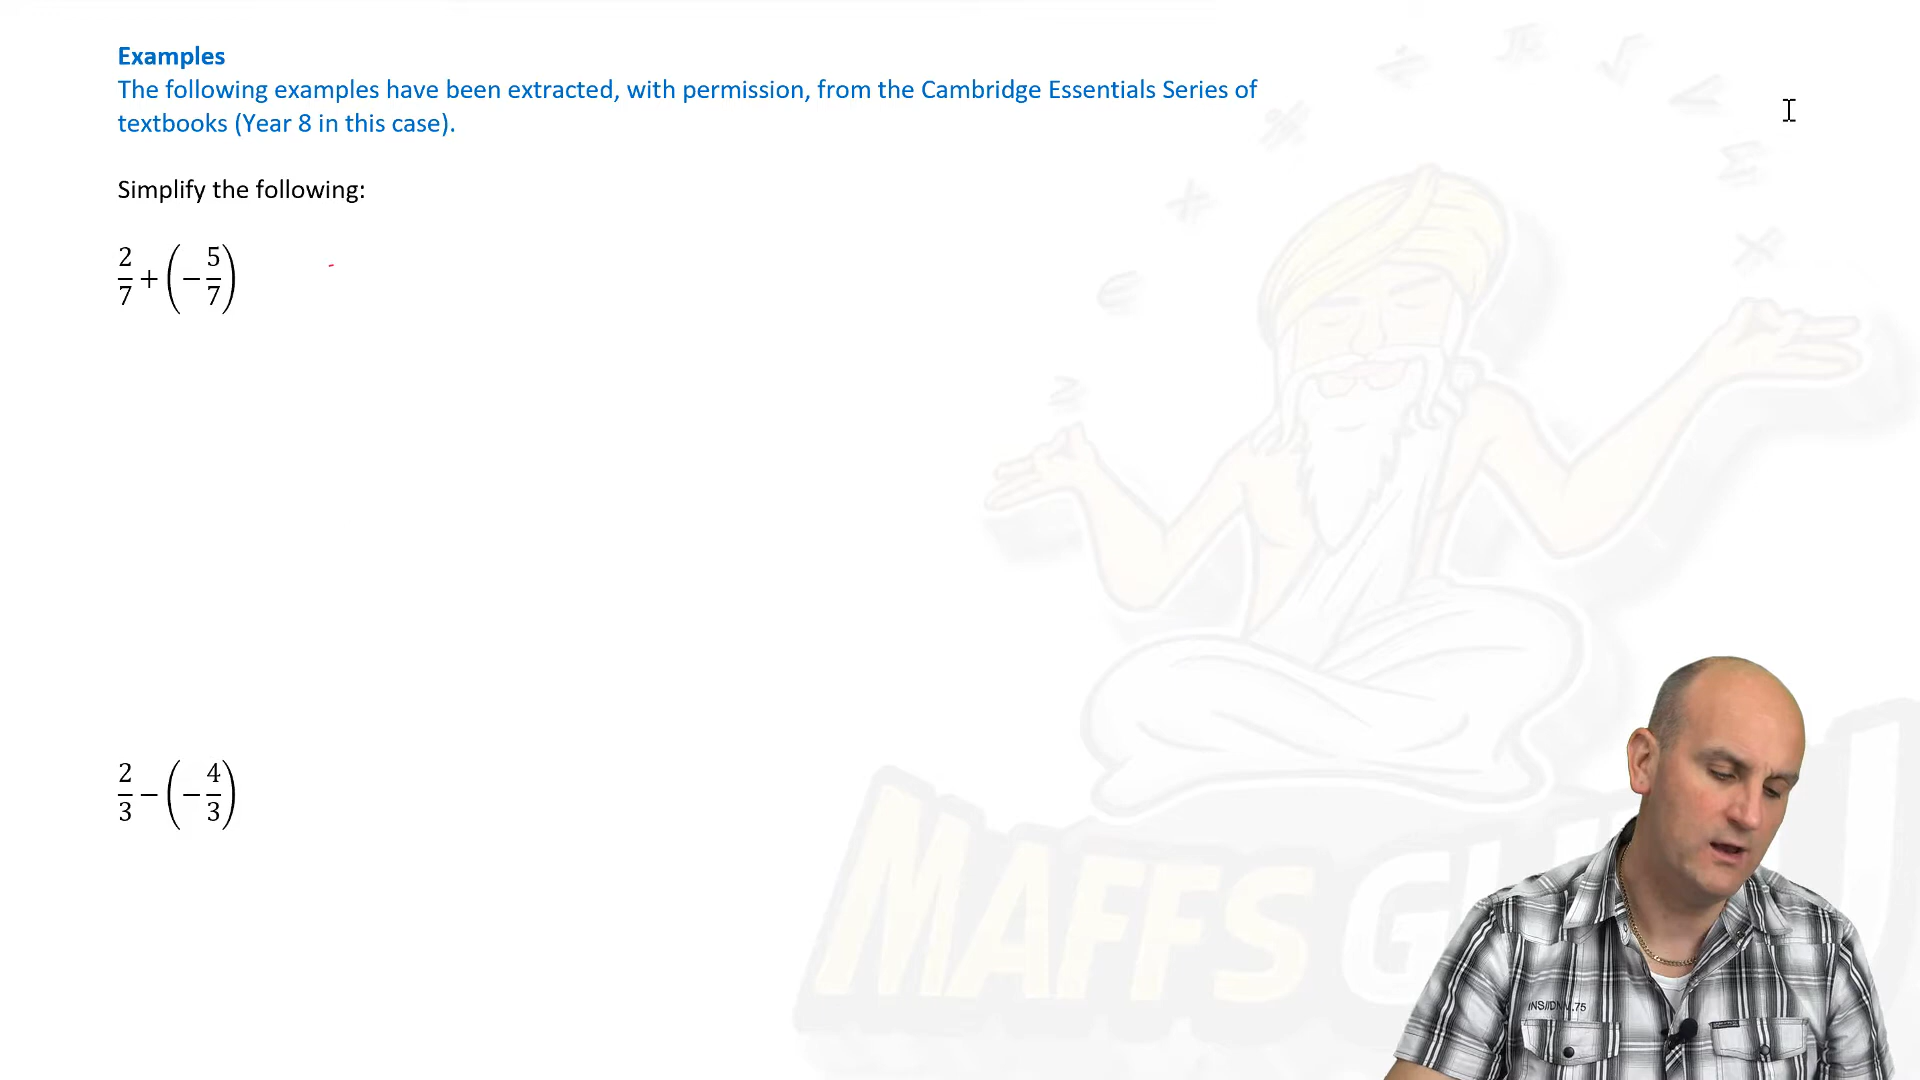 Examples
The following examples have been extracted, with permission, from the Cambridge Essentials Series of
textbooks (Year 8 in this case).
Simplify the following:
2/7 + (−5/7)
2/3 − (−4/3)
MAFFS GU